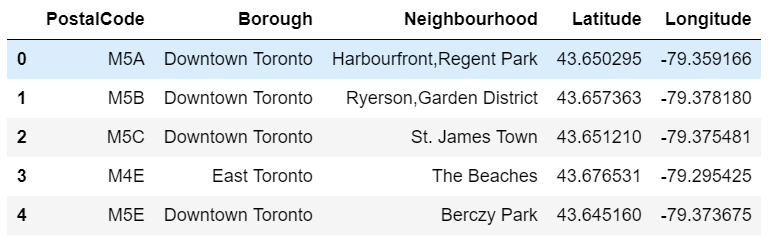 PostalCode Borough Neighbourhood Latitude Longitude
0 M5A Downtown Toronto Harbourfront,Regent Park 43.650295 -79.359166
1 M5B Downtown Toronto Ryerson,Garden District 43.657363 -79.378180
2 M5C Downtown Toronto St. James Town 43.651210 -79.375481
3 M4E East Toronto The Beaches 43.676531 -79.295425
4 M5E Downtown Toronto Berczy Park 43.645160 -79.373675